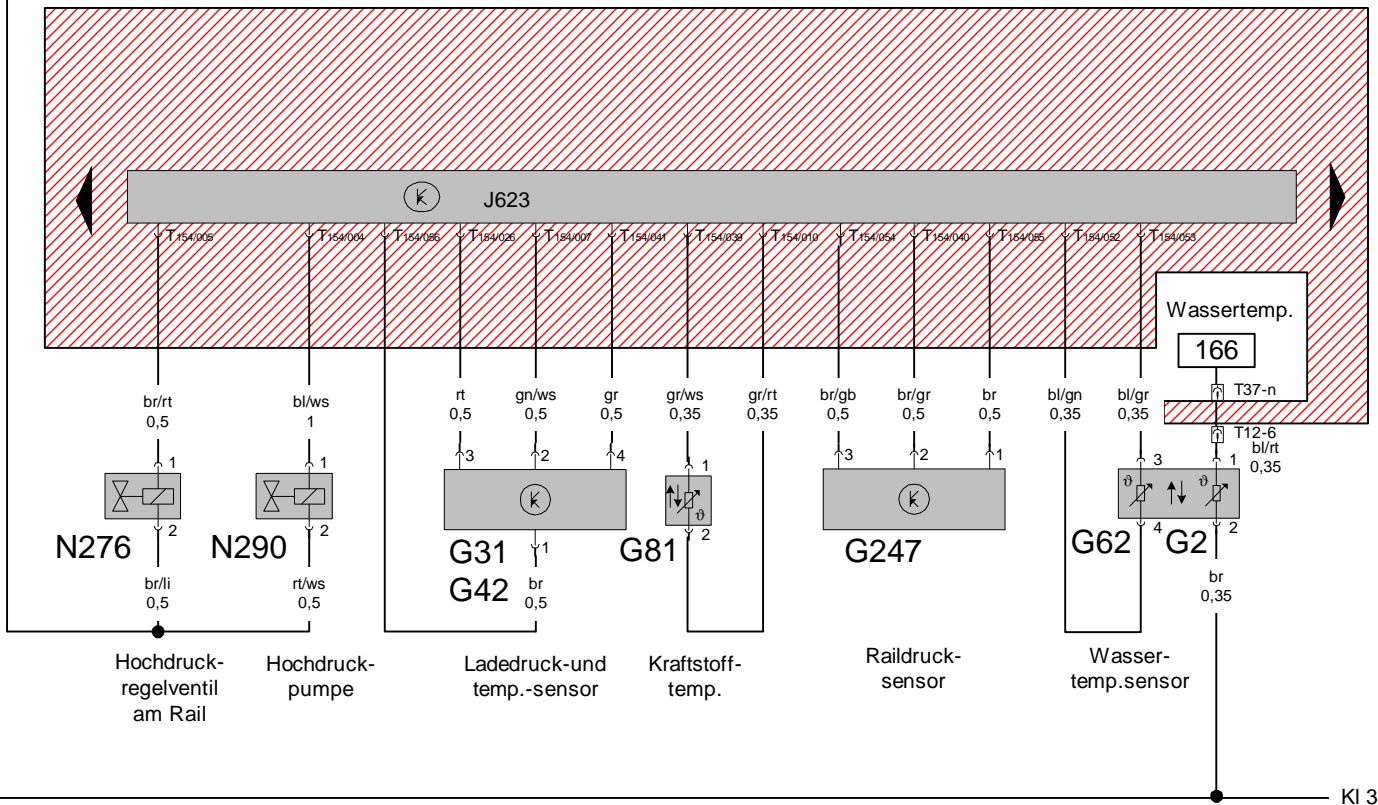 J623
T154/005 T154/004 T154/056 T154/026 T154/007 T154/041 T154/039 T154/010 T154/054 T154/040 T154/055 T154/052 T154/053
Wassertemp.
166
T37-n
br/rt bl/ws rt gn/ws gr gr/ws gr/rt br/gb br/gr br bl/gn bl/gr
0,5 1 0,5 0,5 0,5 0,35 0,35 0,5 0,5 0,5 0,35 0,35
T12-6
bl/rt
0,35
1 1 3 2 4 1 3 2 1 3 1
ϑ ϑ ϑ
2 2 1 2 4 2
N276 N290 G31 G81 G247 G62 G2
G42
br/li rt/ws br br
0,5 0,5 0,5 0,35
Hochdruck-
regelventil
am Rail
Hochdruck-
pumpe
Ladedruck-und
temp.-sensor
Kraftstoff-
temp.
Raildruck-
sensor
Wasser-
temp.sensor
Kl 3